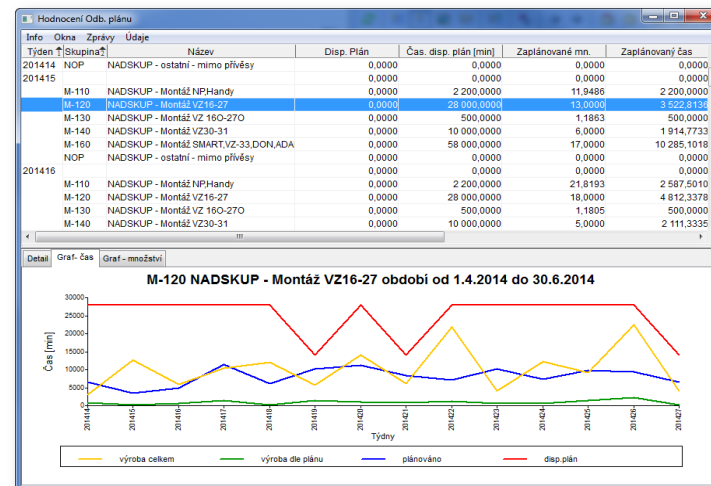 Hodnocení Odb. plánu
Info Okna Zprávy Údaje
Týden Skupina Název Disp. Plán Čas. disp. plán [min] Zaplánované mn. Zaplánovaný čas
201414 NOP NADSKUP - ostatní - mimo přívěsy 0,0000 0,0000 0,0000 0,0000
201415 0,0000 0,0000 0,0000 0,0000
M-110 NADSKUP - Montáž NP,Handy 0,0000 2 200,0000 11,9486 2 200,0000
M-120 NADSKUP - Montáž VZ16-27 0,0000 28 000,0000 13,0000 3 522,8136
M-130 NADSKUP - Montáž VZ 16O-27O 0,0000 500,0000 1,1863 500,0000
M-140 NADSKUP - Montáž VZ30-31 0,0000 10 000,0000 6,0000 1 914,7733
M-160 NADSKUP - Montáž SMART,VZ-33,DON,ADA 0,0000 58 000,0000 17,0000 10 285,1018
NOP NADSKUP - ostatní - mimo přívěsy 0,0000 0,0000 0,0000 0,0000
201416 0,0000 0,0000 0,0000 0,0000
M-110 NADSKUP - Montáž NP,Handy 0,0000 2 200,0000 21,8193 2 587,5010
M-120 NADSKUP - Montáž VZ16-27 0,0000 28 000,0000 18,0000 4 812,3378
M-130 NADSKUP - Montáž VZ 16O-27O 0,0000 500,0000 1,1805 500,0000
M-140 NADSKUP - Montáž VZ30-31 0,0000 10 000,0000 5,0000 2 111,3335
Detail Graf- čas Graf - množství
M-120 NADSKUP - Montáž VZ16-27 období od 1.4.2014 do 30.6.2014
Čas [min]
30000
25000
20000
15000
10000
5000
0
201414 201415 201416 201417 201418 201419 201420 201421 201422 201423 201424 201425 201426 201427
Týdny
výroba celkem výroba dle plánu plánováno disp.plán